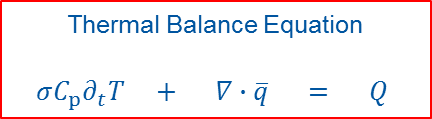 Thermal Balance Equation
σCₚ∂ₜT + ∇ · q̅ = Q